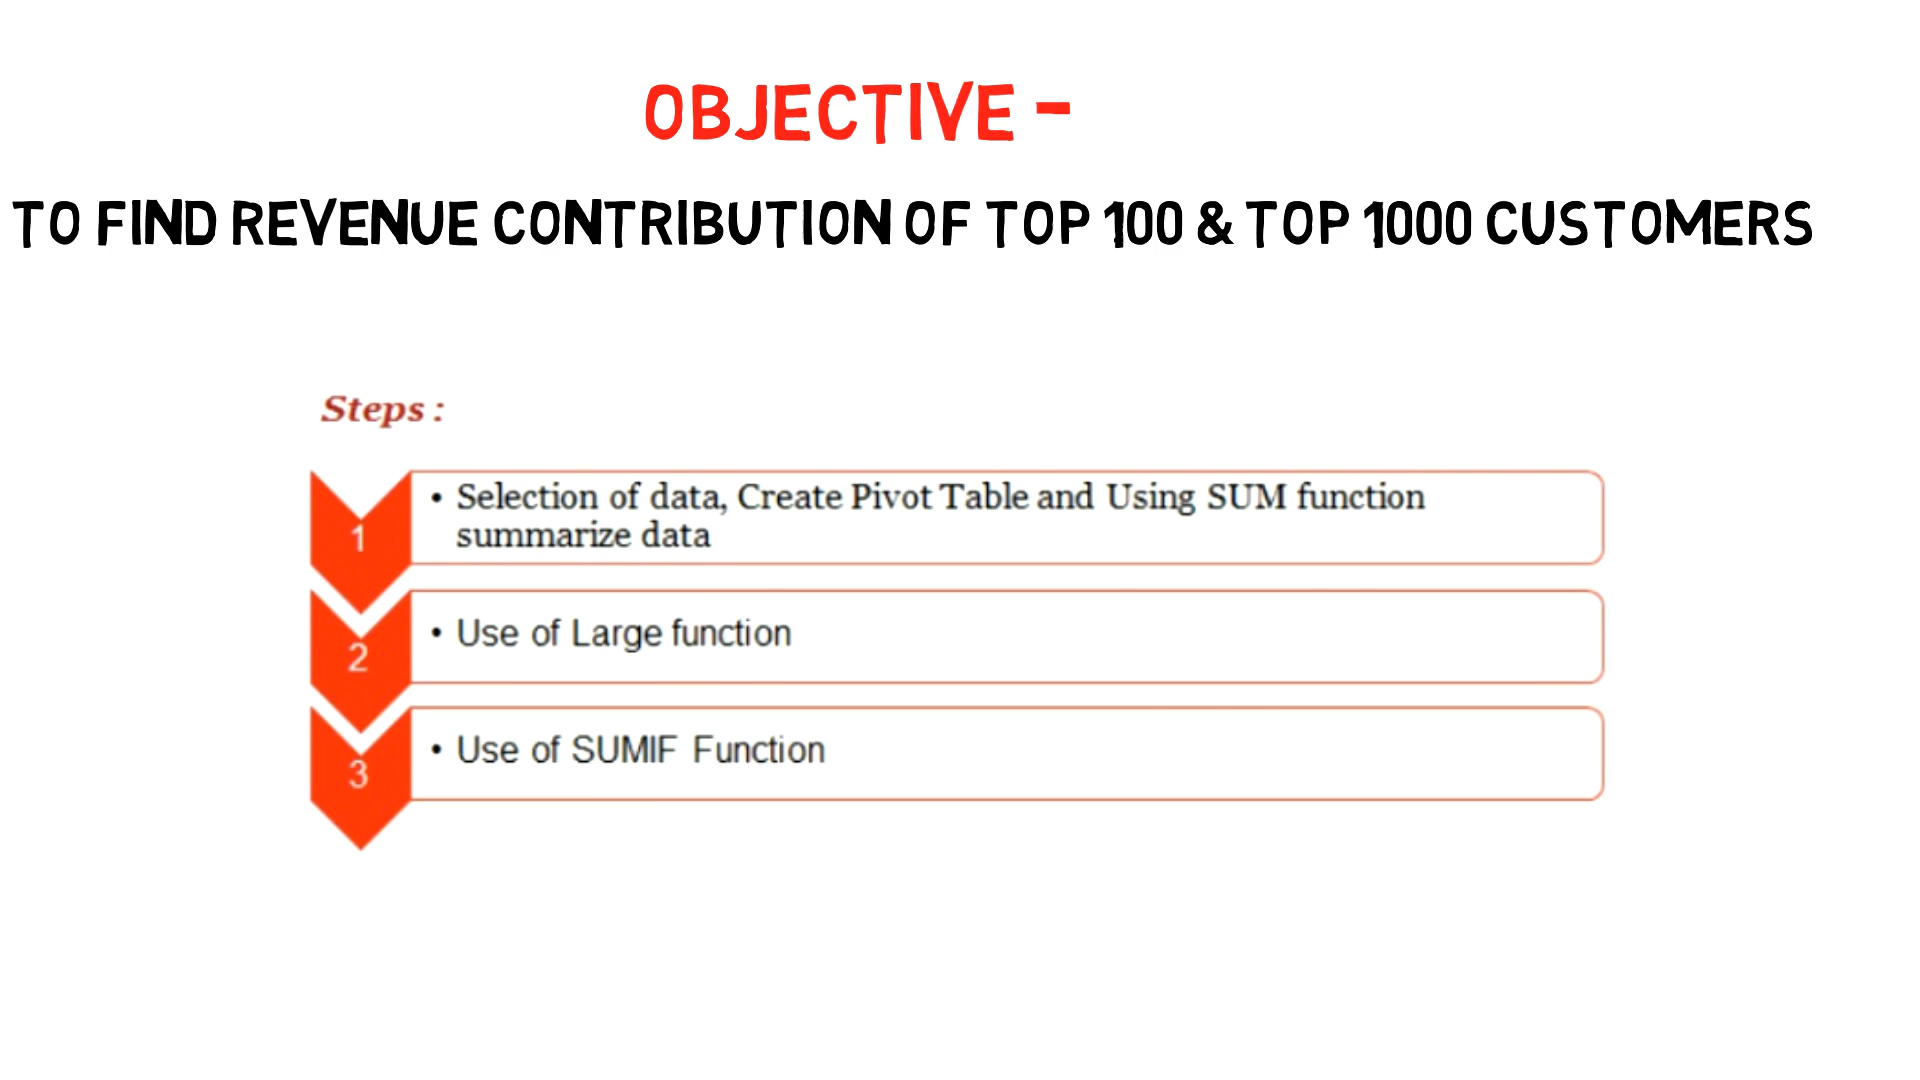 OBJECTIVE -
TO FIND REVENUE CONTRIBUTION OF TOP 100 & TOP 1000 CUSTOMERS
Steps :
1
• Selection of data, Create Pivot Table and Using SUM function
summarize data
2
• Use of Large function
3
• Use of SUMIF Function